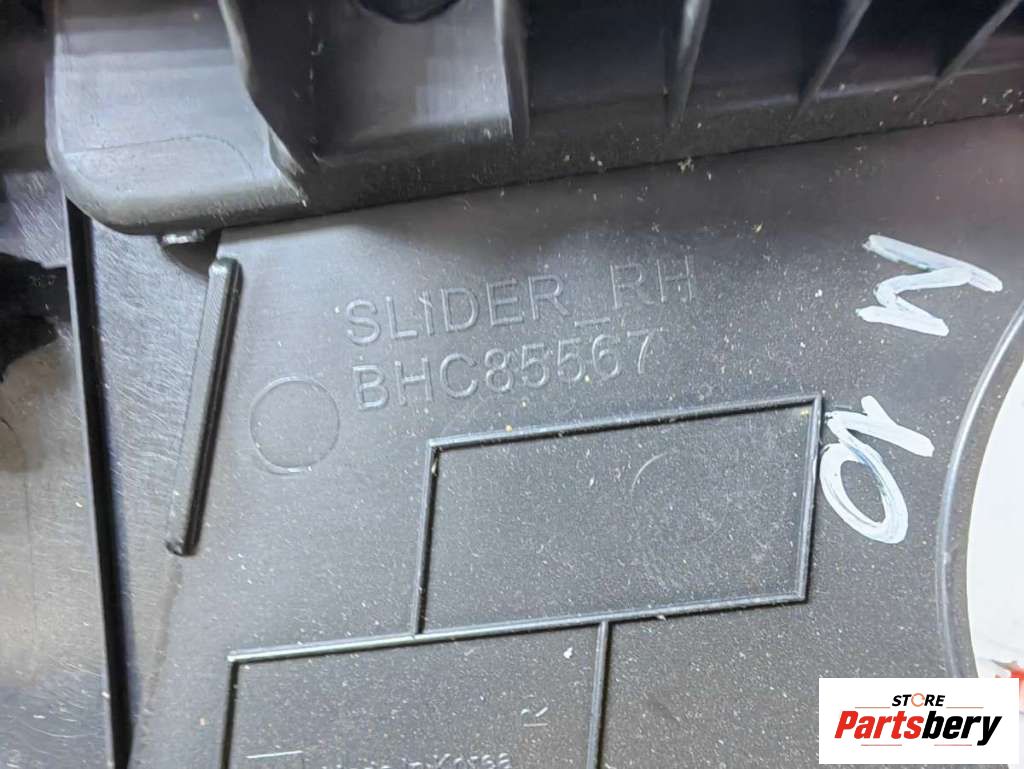 SLIDER_RH
BHC85567
M
10
R
STORE
Partsbery